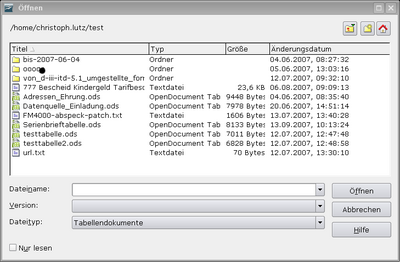 Öffnen
/home/christoph.lutz/test
Titel Typ Größe Änderungsdatum
bis-2007-06-04 Ordner 04.06.2007, 08:27:32
oooo Ordner 05.06.2007, 13:03:16
von_d-iii-itd-5.1_umgestellte_fon Ordner 12.07.2007, 09:32:10
777 Bescheid Kindergeld Tarifbesc Textdatei 23,6 KB 06.08.2007, 09:09:13
Adressen_Ehrung.ods OpenDocument Tab 9448 Bytes 04.06.2007, 08:35:40
Datenquelle_Einladung.ods OpenDocument Tab 7978 Bytes 20.06.2007, 14:51:14
FM4000-abspeck-patch.txt Textdatei 1606 Bytes 13.07.2007, 13:40:28
Serienbrieftabelle.ods OpenDocument Tab 8133 Bytes 13.09.2007, 10:13:24
testtabelle.ods OpenDocument Tab 7011 Bytes 12.07.2007, 12:47:48
testtabelle2.ods OpenDocument Tab 6828 Bytes 12.07.2007, 12:48:58
url.txt Textdatei 70 Bytes 12.07.2007, 13:30:10
Dateiname: Öffnen
Version: Abbrechen
Dateityp: Tabellendokumente Hilfe
Nur lesen